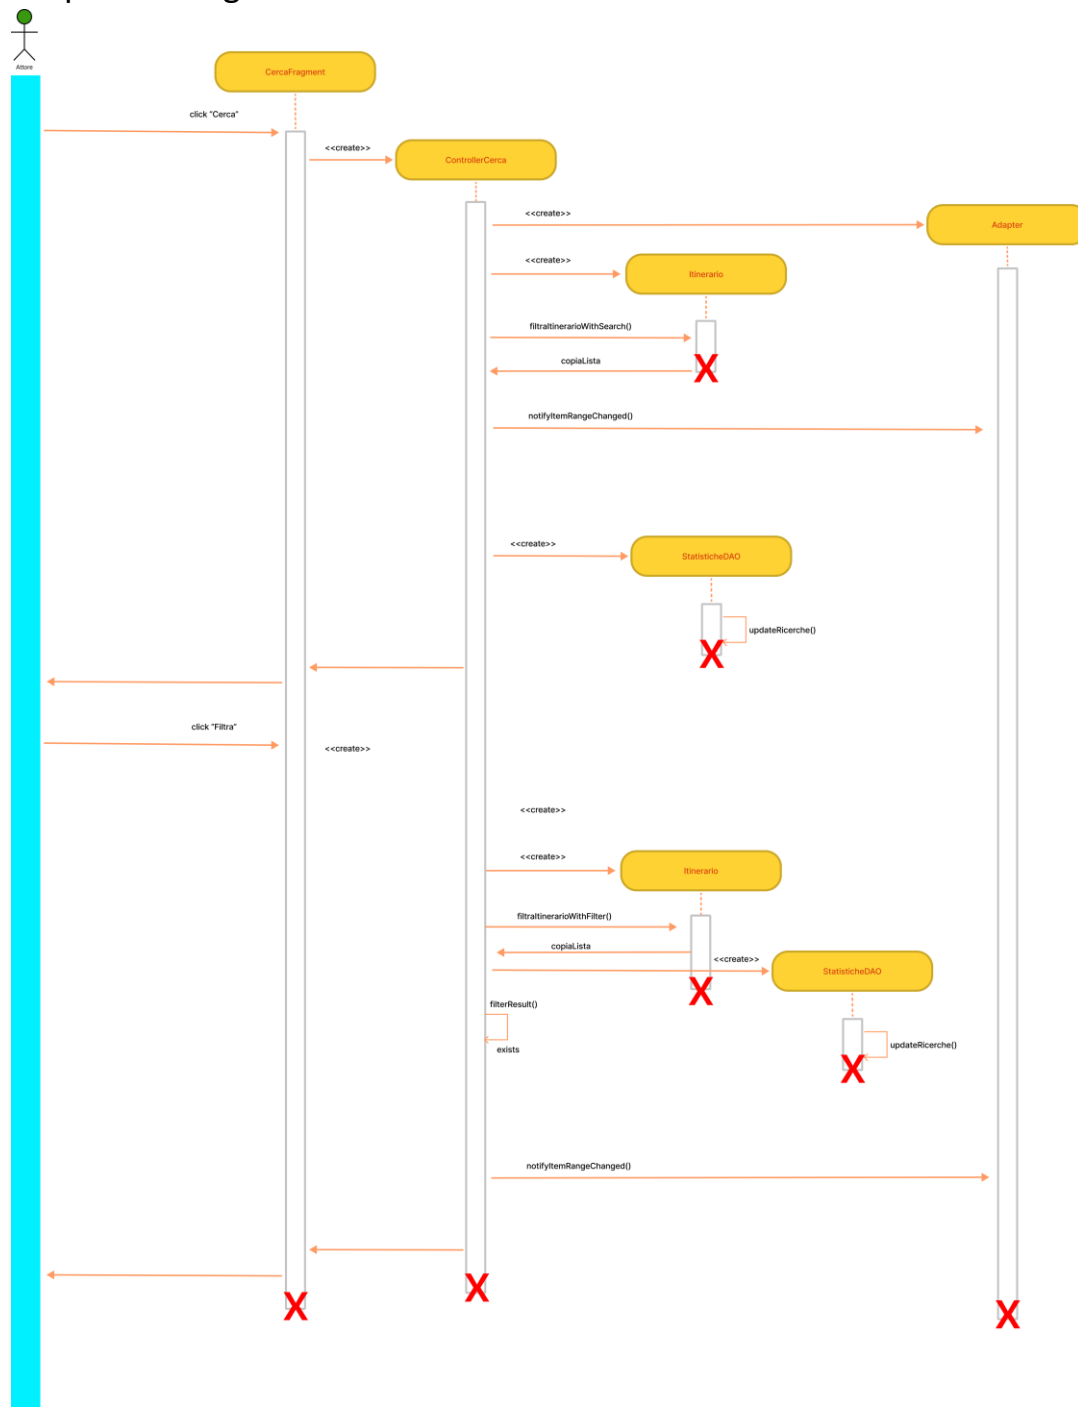 Attore
CercaFragment
click "Cerca"
<<create>>
ControllerCerca
<<create>>
Adapter
<<create>>
Itinerario
filtraItinerarioWithSearch()
copiaLista
notifyItemRangeChanged()
<<create>>
StatisticheDAO
updateRicerche()
click "Filtra"
<<create>>
<<create>>
<<create>>
Itinerario
filtraItinerarioWithFilter()
copiaLista
<<create>>
StatisticheDAO
filterResult()
exists
updateRicerche()
notifyItemRangeChanged()